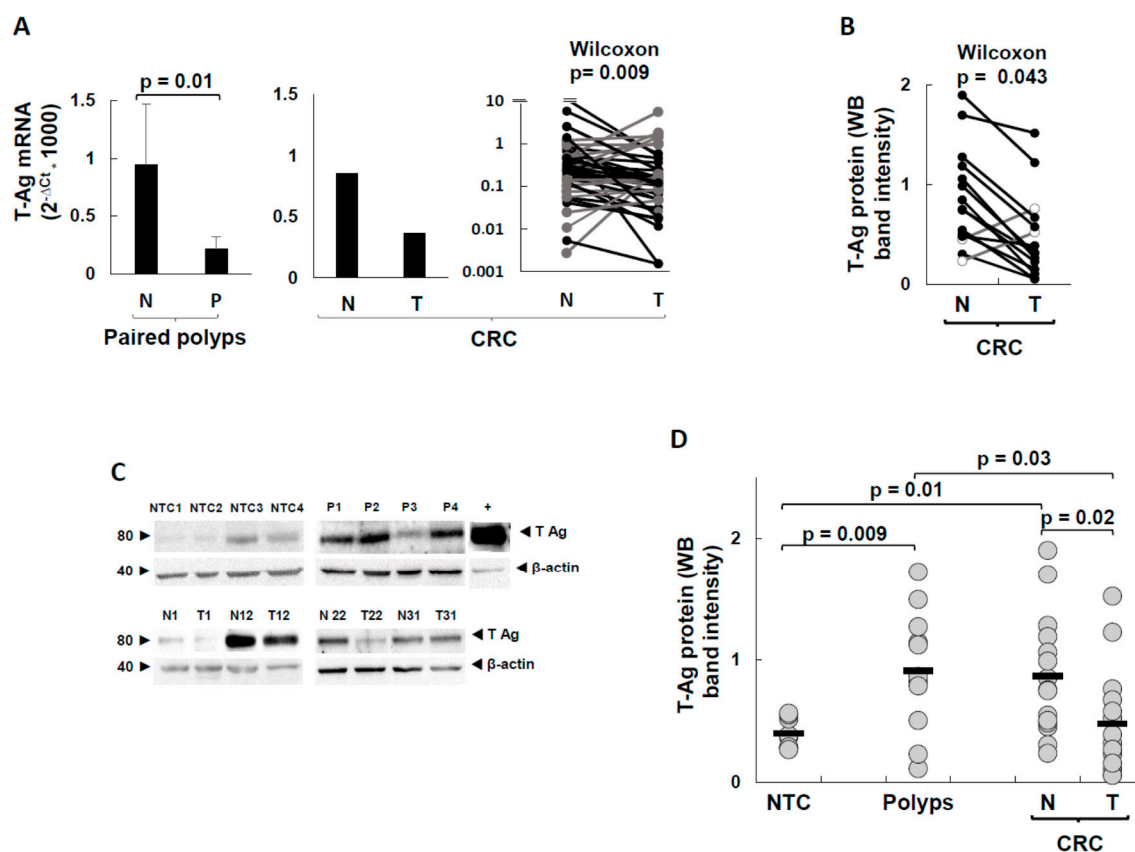 A
p = 0.01
T-Ag mRNA
(2-ΔCt * 1000)
1.5
1
0.5
0
N P
Paired polyps
1.5
1
0.5
0
N T
Wilcoxon
p= 0.009
10
1
0.1
0.01
0.001
N T
CRC
B
Wilcoxon
p = 0.043
T-Ag protein (WB
band intensity)
2
1
0
N T
CRC
C
NTC1 NTC2 NTC3 NTC4 P1 P2 P3 P4 +
80 ► ◄ T Ag
40 ► ◄ β-actin
N1 T1 N12 T12 N 22 T22 N31 T31
80 ► ◄ T Ag
40 ► ◄ β-actin
D
p = 0.03
p = 0.01
p = 0.02
p = 0.009
T-Ag protein (WB
band intensity)
2
1
0
NTC Polyps N T
CRC